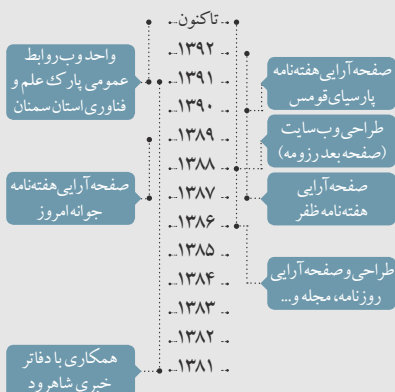 تاکنون
۱۳۹۲
۱۳۹۱
۱۳۹۰
۱۳۸۹
۱۳۸۸
۱۳۸۷
۱۳۸۶
۱۳۸۵
۱۳۸۴
۱۳۸۳
۱۳۸۲
۱۳۸۱
صفحه‌آرایی هفته‌نامه
پارسیای قومس
طراحی وب سایت
(صفحه بعد رزومه)
صفحه‌آرایی
هفته‌نامه ظفر
طراحی و صفحه‌آرایی
روزنامه، مجله و...
واحد وب روابط
عمومی پارک علم و
فناوری استان سمنان
صفحه‌آرایی هفته‌نامه
جوانه امروز
همکاری با دفاتر
خبری شاهرود